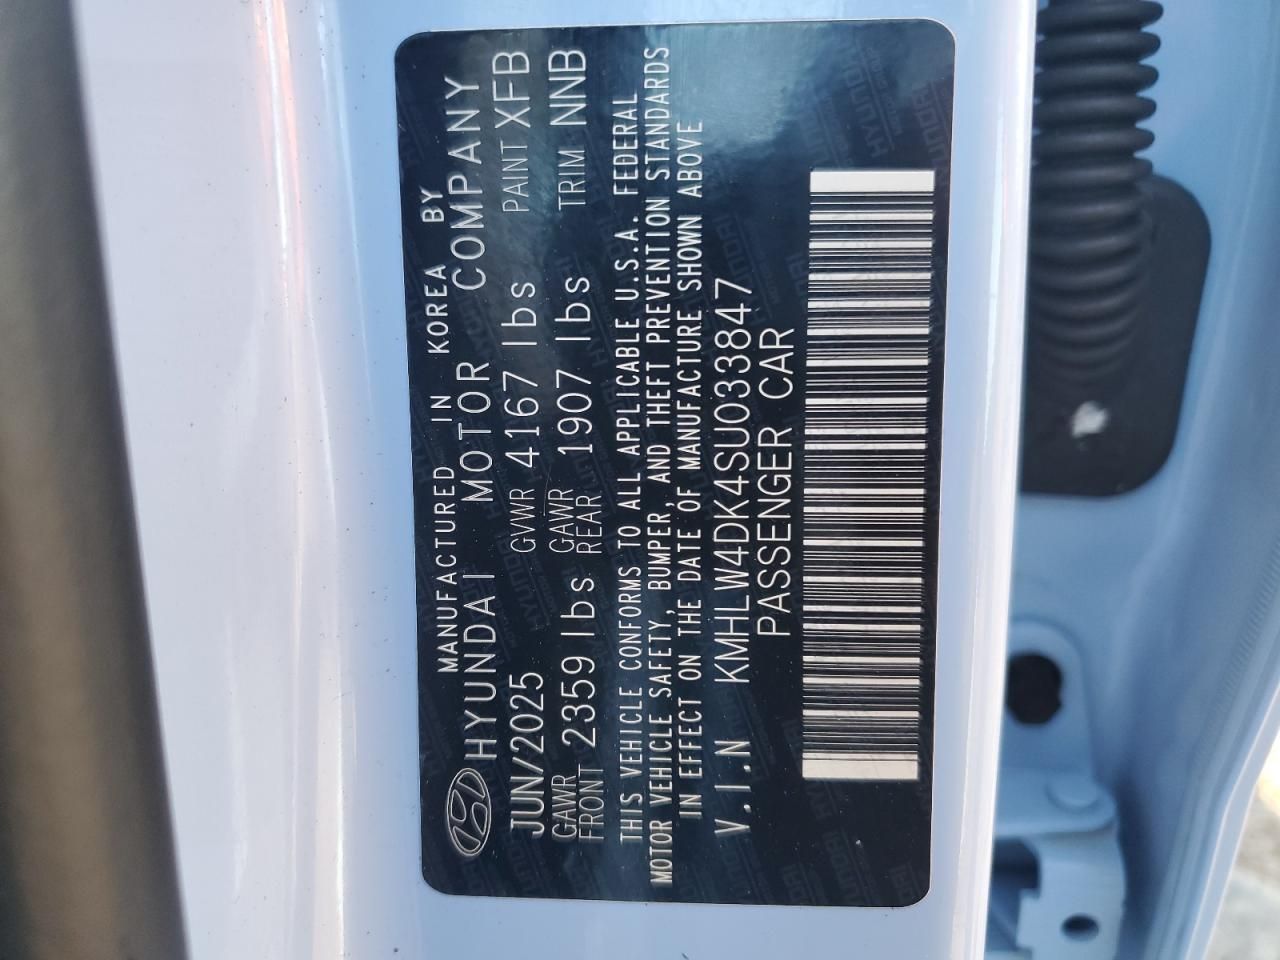 MANUFACTURED IN KOREA BY
HYUNDAI MOTOR COMPANY
JUN/2025 GVWR 4167 lbs PAINT XFB
GAWR FRONT 2359 lbs GAWR REAR 1907 lbs TRIM NNB
THIS VEHICLE CONFORMS TO ALL APPLICABLE U.S.A. FEDERAL
MOTOR VEHICLE SAFETY, BUMPER, AND THEFT PREVENTION STANDARDS
IN EFFECT ON THE DATE OF MANUFACTURE SHOWN ABOVE
V.I.N KMHLW4DK4SU033847
PASSENGER CAR